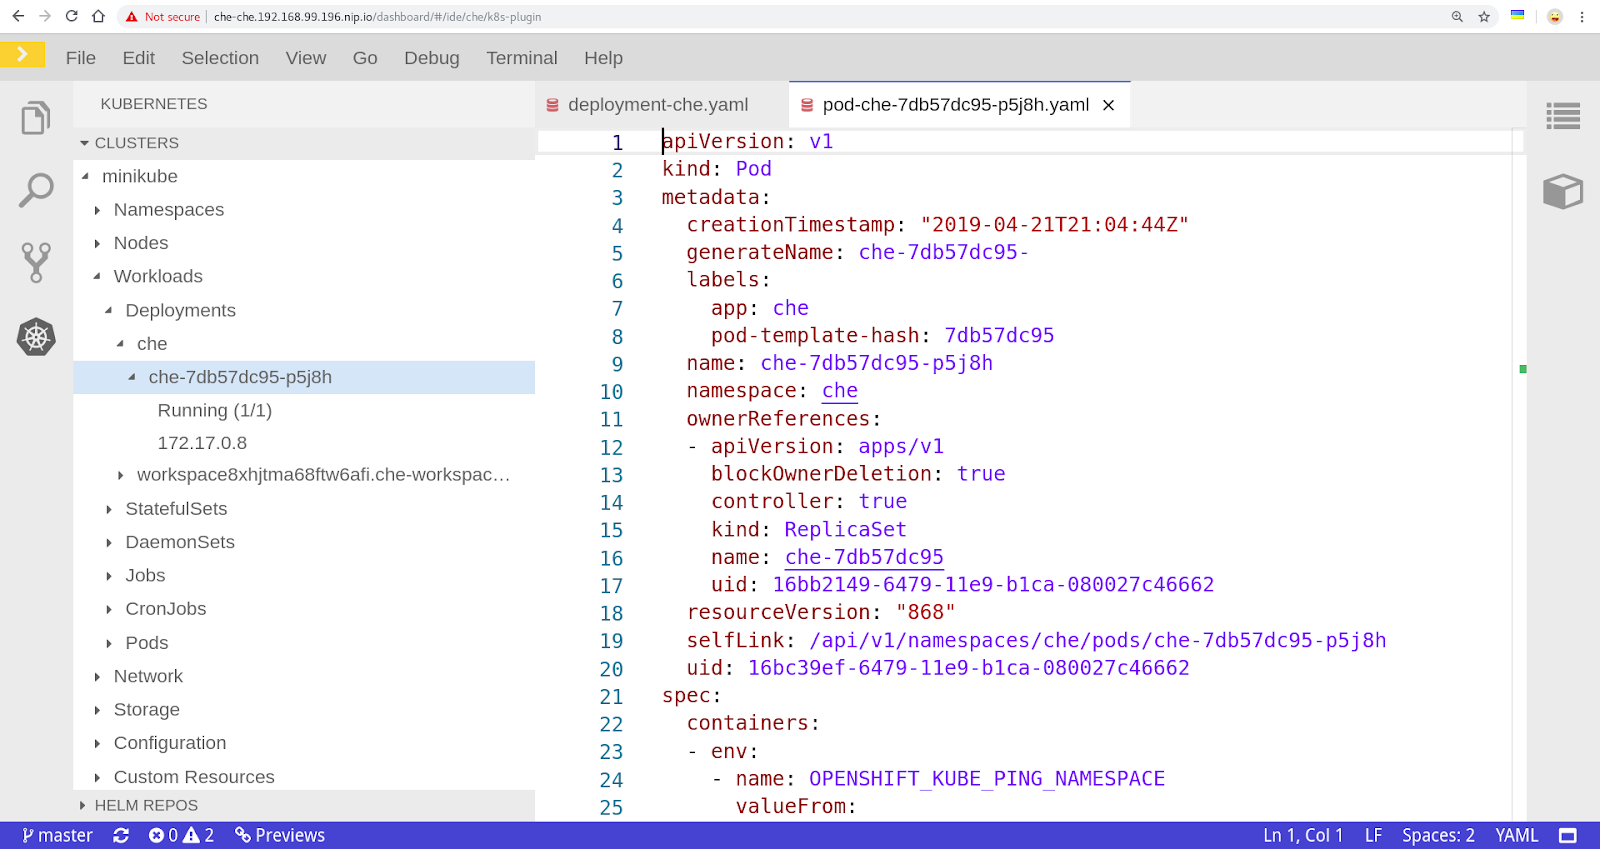 Not secure | che-che.192.168.99.196.nip.io/dashboard/#/ide/che/k8s-plugin
File Edit Selection View Go Debug Terminal Help
KUBERNETES
CLUSTERS
minikube
Namespaces
Nodes
Workloads
Deployments
che
che-7db57dc95-p5j8h
Running (1/1)
172.17.0.8
workspace8xhjtma68ftw6afi.che-workspac…
StatefulSets
DaemonSets
Jobs
CronJobs
Pods
Network
Storage
Configuration
Custom Resources
HELM REPOS
deployment-che.yaml pod-che-7db57dc95-p5j8h.yaml ×
1 apiVersion: v1
2 kind: Pod
3 metadata:
4   creationTimestamp: "2019-04-21T21:04:44Z"
5   generateName: che-7db57dc95-
6   labels:
7     app: che
8     pod-template-hash: 7db57dc95
9   name: che-7db57dc95-p5j8h
10   namespace: che
11   ownerReferences:
12   - apiVersion: apps/v1
13     blockOwnerDeletion: true
14     controller: true
15     kind: ReplicaSet
16     name: che-7db57dc95
17     uid: 16bb2149-6479-11e9-b1ca-080027c46662
18   resourceVersion: "868"
19   selfLink: /api/v1/namespaces/che/pods/che-7db57dc95-p5j8h
20   uid: 16bc39ef-6479-11e9-b1ca-080027c46662
21 spec:
22   containers:
23   - env:
24     - name: OPENSHIFT_KUBE_PING_NAMESPACE
25       valueFrom:
master 0 2 Previews Ln 1, Col 1 LF Spaces: 2 YAML